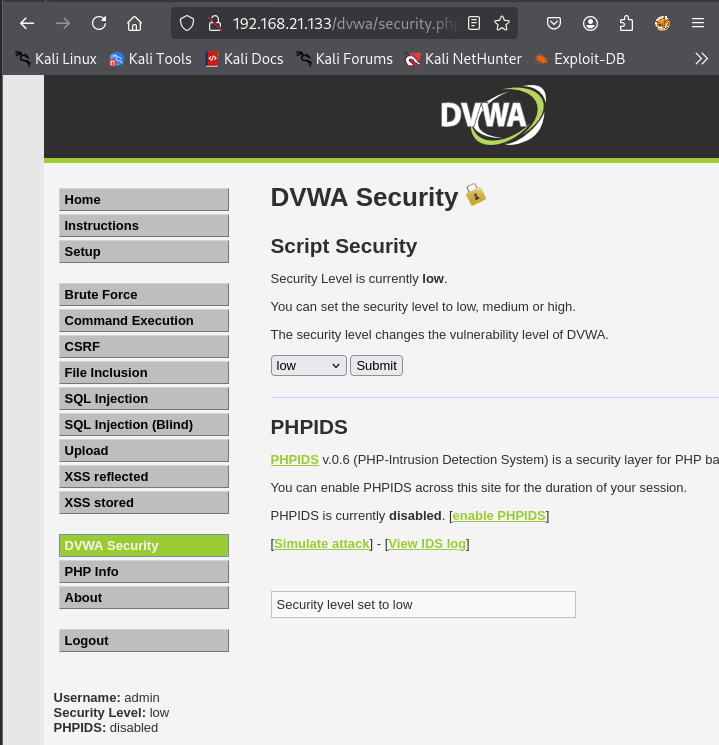 192.168.21.133/dvwa/security.php
Kali Linux Kali Tools Kali Docs Kali Forums Kali NetHunter Exploit-DB
DVWA
Home
Instructions
Setup
Brute Force
Command Execution
CSRF
File Inclusion
SQL Injection
SQL Injection (Blind)
Upload
XSS reflected
XSS stored
DVWA Security
PHP Info
About
Logout
Username: admin
Security Level: low
PHPIDS: disabled
DVWA Security
Script Security
Security Level is currently low.
You can set the security level to low, medium or high.
The security level changes the vulnerability level of DVWA.
low Submit
PHPIDS
PHPIDS v.0.6 (PHP-Intrusion Detection System) is a security layer for PHP ba
You can enable PHPIDS across this site for the duration of your session.
PHPIDS is currently disabled. [enable PHPIDS]
[Simulate attack] - [View IDS log]
Security level set to low